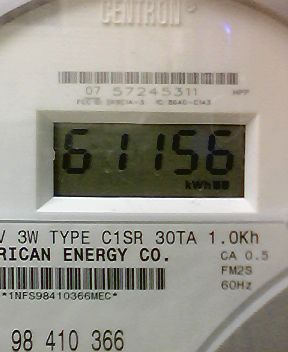 CENTRON
07 57245311 MPP
61156
kWh
V 3W TYPE C1SR 30TA 1.0Kh
RICAN ENERGY CO. CA 0.5
FM2S
*1NFS98410366MEC* 60Hz
98 410 366